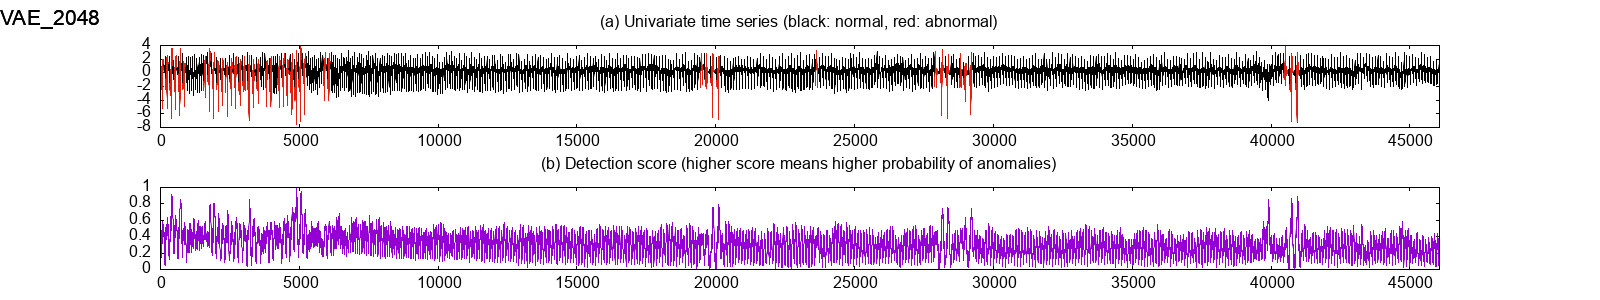 VAE_2048
(a) Univariate time series (black: normal, red: abnormal)
4
2
0
-2
-4
-6
-8
0 5000 10000 15000 20000 25000 30000 35000 40000 45000
(b) Detection score (higher score means higher probability of anomalies)
1
0.8
0.6
0.4
0.2
0
0 5000 10000 15000 20000 25000 30000 35000 40000 45000